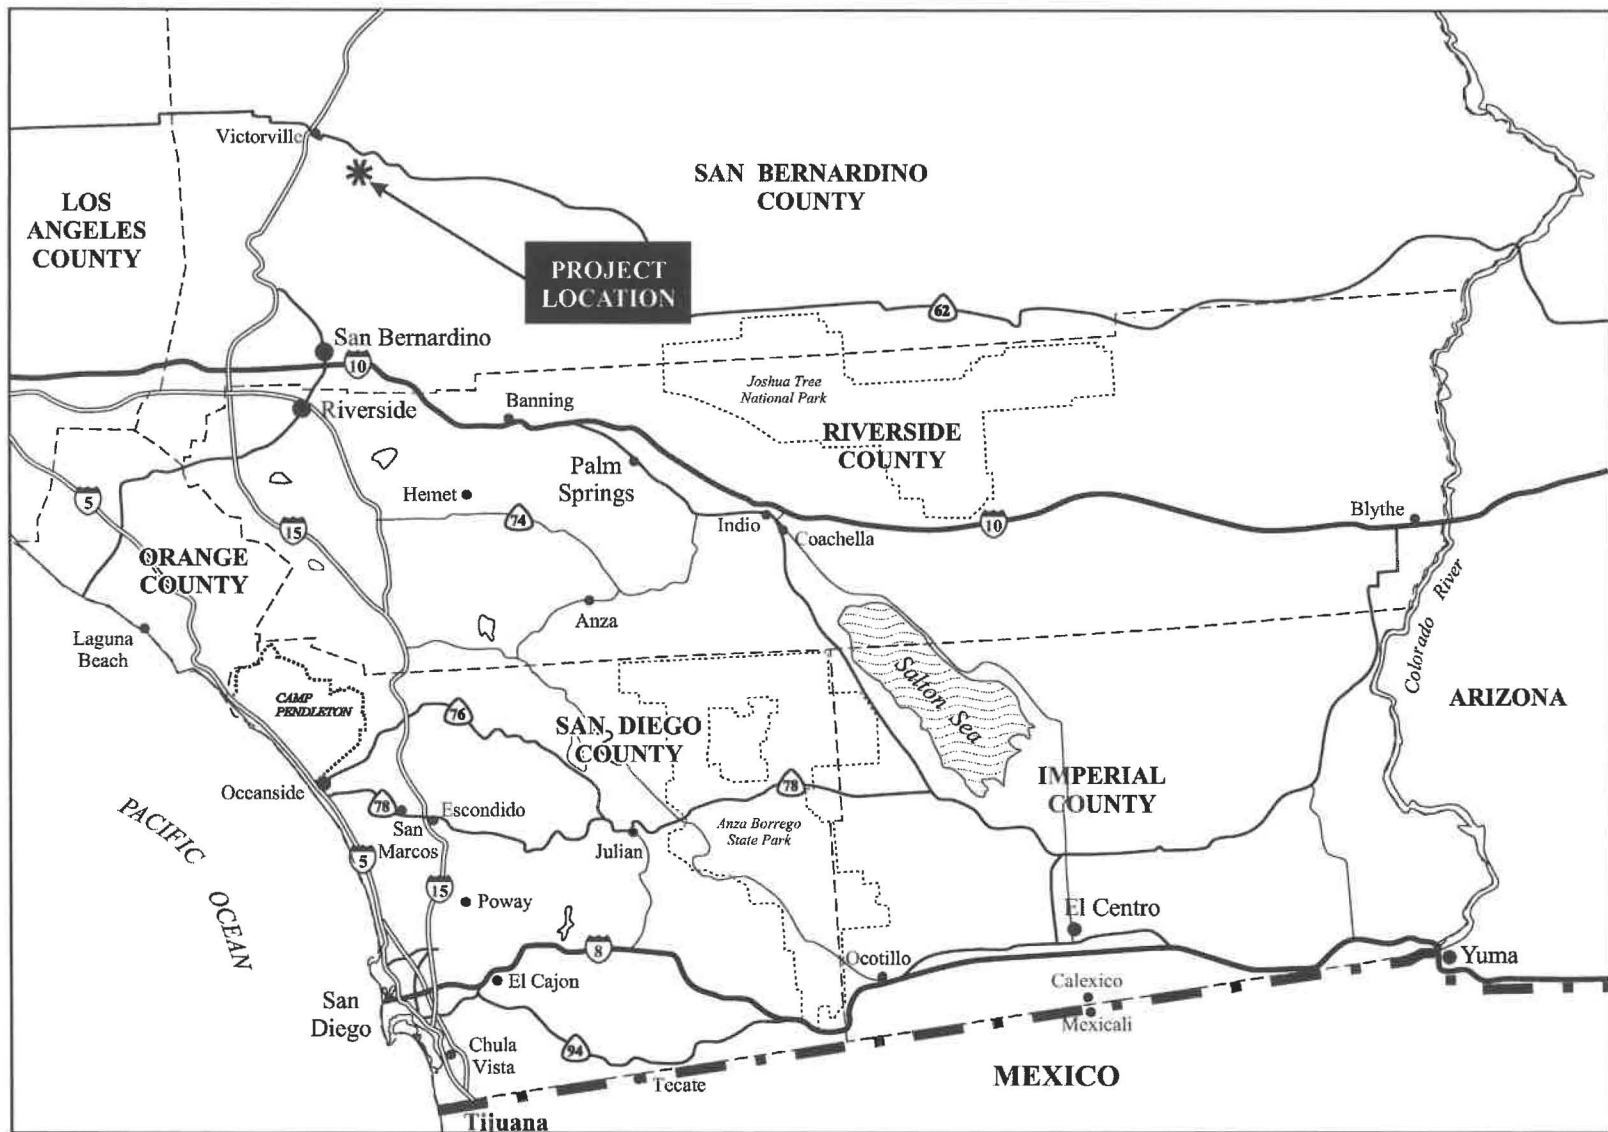 Victorville
SAN BERNARDINO
COUNTY
LOS
ANGELES
COUNTY
PROJECT
LOCATION
62
San Bernardino
10
Joshua Tree
National Park
Riverside
Banning
RIVERSIDE
COUNTY
Palm
Springs
Hemet
5
74
15
Indio
10
Coachella
Blythe
ORANGE
COUNTY
Colorado River
Anza
Laguna
Beach
Salton Sea
ARIZONA
CAMP
PENDLETON
76
SAN DIEGO
COUNTY
IMPERIAL
COUNTY
78
Oceanside
78
Escondido
San
Marcos
Anza Borrego
State Park
Julian
PACIFIC
OCEAN
5
15
Poway
El Centro
8
Ocotillo
Yuma
El Cajon
Calexico
San
Diego
Mexicali
Chula
Vista
94
Tecate
MEXICO
Tijuana